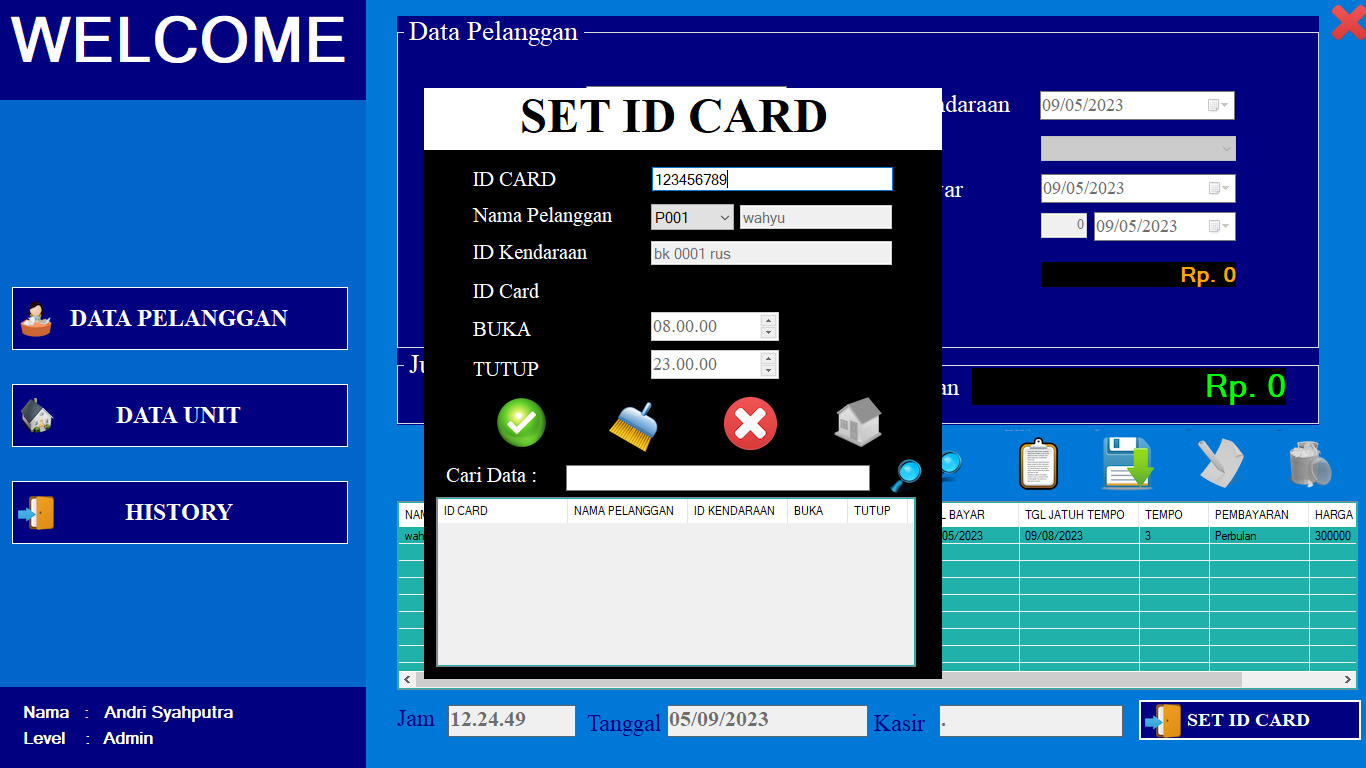 WELCOME
DATA PELANGGAN
DATA UNIT
HISTORY
Nama : Andri Syahputra
Level : Admin
Data Pelanggan
ndaraan 09/05/2023
ar 09/05/2023
0 09/05/2023
Rp. 0
Ju
an Rp. 0
SET ID CARD
ID CARD 123456789
Nama Pelanggan P001 wahyu
ID Kendaraan bk 0001 rus
ID Card
BUKA 08.00.00
TUTUP 23.00.00
Cari Data :
ID CARD NAMA PELANGGAN ID KENDARAAN BUKA TUTUP
NAM L BAYAR TGL JATUH TEMPO TEMPO PEMBAYARAN HARGA
wah 05/2023 09/08/2023 3 Perbulan 300000
Jam 12.24.49 Tanggal 05/09/2023 Kasir .
SET ID CARD